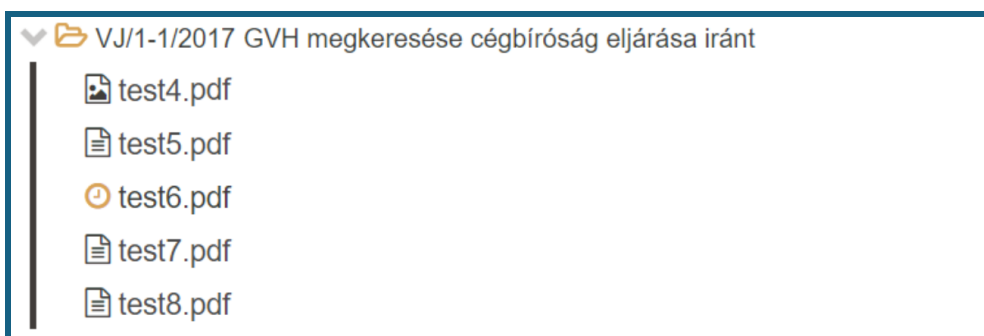 VJ/1-1/2017 GVH megkeresése cégbíróság eljárása iránt
test4.pdf
test5.pdf
test6.pdf
test7.pdf
test8.pdf